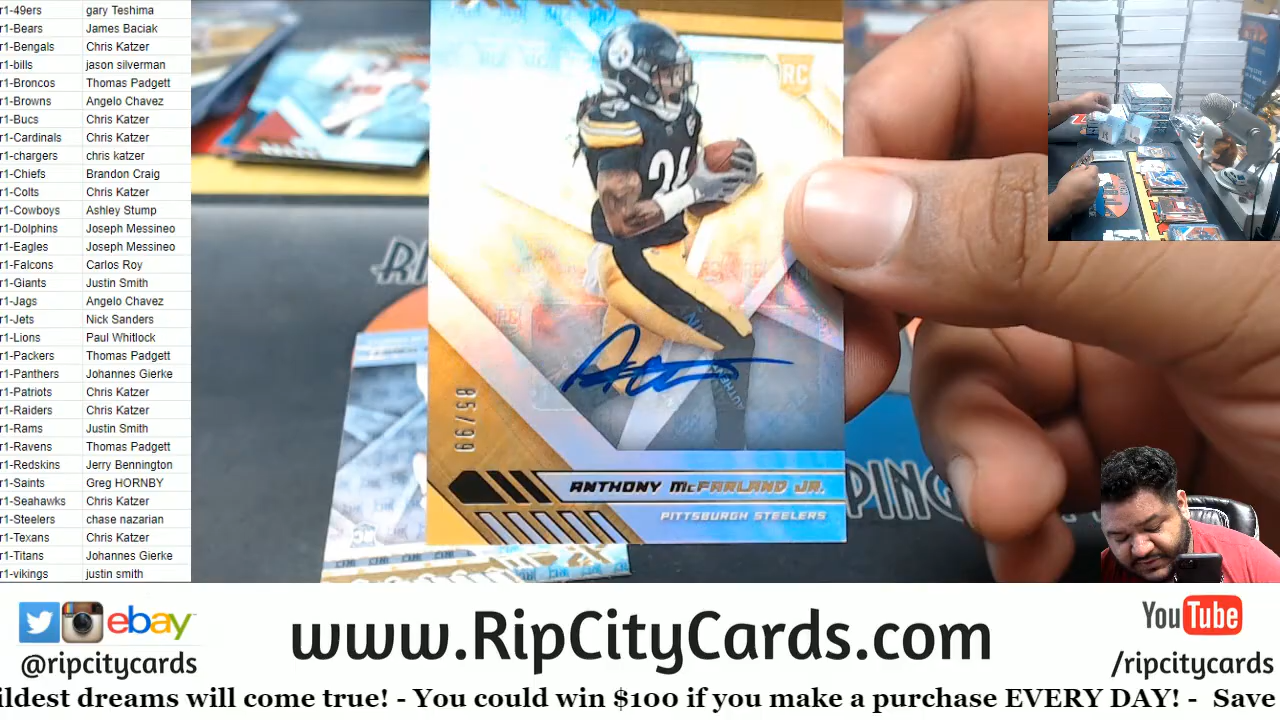 r1-49ers gary Teshima
r1-Bears James Baciak
r1-Bengals Chris Katzer
r1-bills jason silverman
r1-Broncos Thomas Padgett
r1-Browns Angelo Chavez
r1-Bucs Chris Katzer
r1-Cardinals Chris Katzer
r1-chargers chris katzer
r1-Chiefs Brandon Craig
r1-Colts Chris Katzer
r1-Cowboys Ashley Stump
r1-Dolphins Joseph Messineo
r1-Eagles Joseph Messineo
r1-Falcons Carlos Roy
r1-Giants Justin Smith
r1-Jags Angelo Chavez
r1-Jets Nick Sanders
r1-Lions Paul Whitlock
r1-Packers Thomas Padgett
r1-Panthers Johannes Gierke
r1-Patriots Chris Katzer
r1-Raiders Chris Katzer
r1-Rams Justin Smith
r1-Ravens Thomas Padgett
r1-Redskins Jerry Bennington
r1-Saints Greg HORNBY
r1-Seahawks Chris Katzer
r1-Steelers chase nazarian
r1-Texans Chris Katzer
r1-Titans Johannes Gierke
r1-vikings justin smith
RC
26
85/99
ANTHONY McFARLAND JR.
PITTSBURGH STEELERS
RI
PING
ebay
@ripcitycards
www.RipCityCards.com
YouTube
/ripcitycards
ildest dreams will come true! - You could win $100 if you make a purchase EVERY DAY! - Save